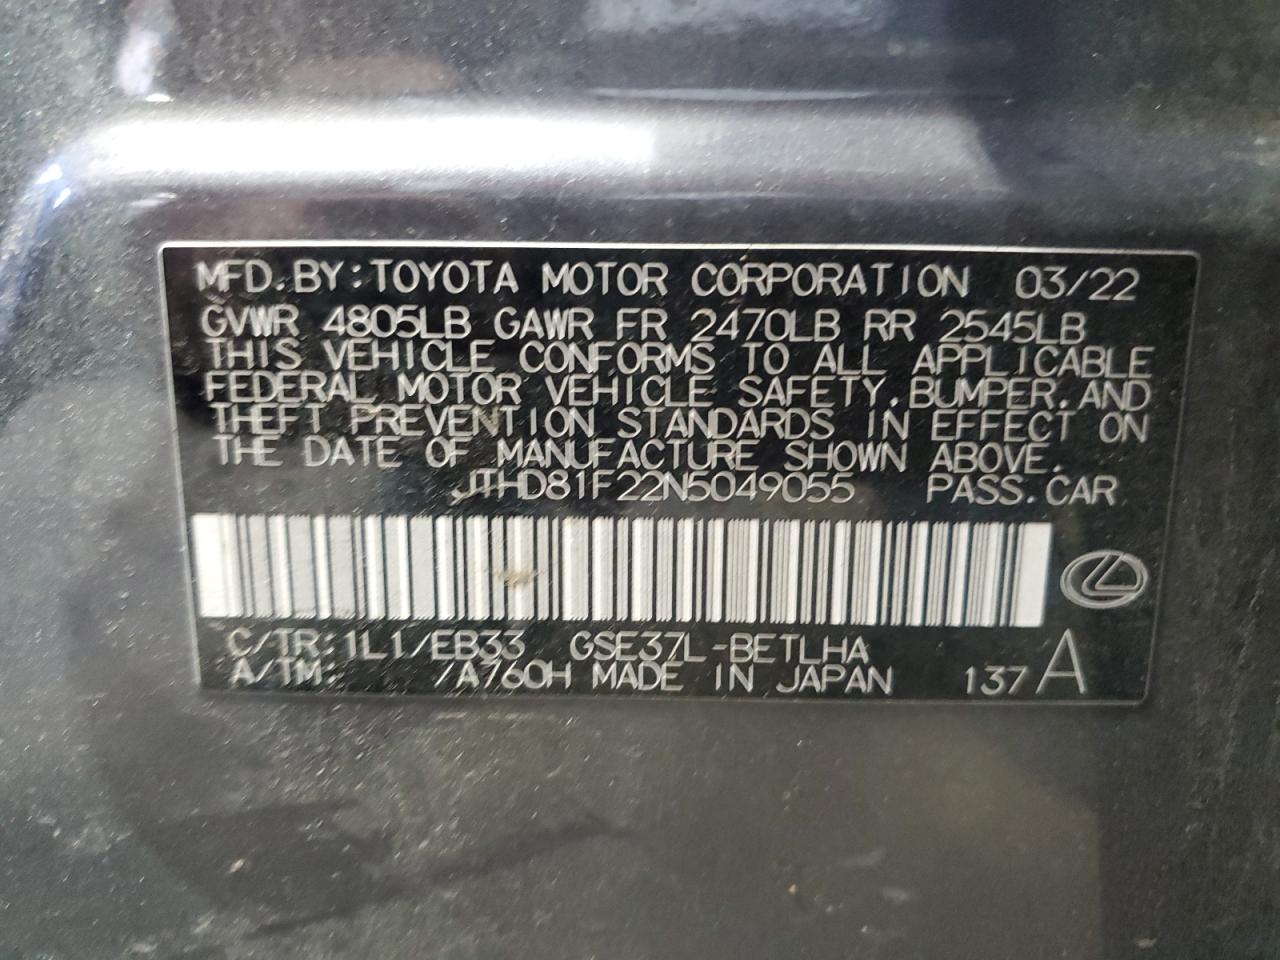 MFD.BY:TOYOTA MOTOR CORPORATION 03/22
GVWR 4805LB GAWR FR 2470LB RR 2545LB
THIS VEHICLE CONFORMS TO ALL APPLICABLE
FEDERAL MOTOR VEHICLE SAFETY,BUMPER,AND
THEFT PREVENTION STANDARDS IN EFFECT ON
THE DATE OF MANUFACTURE SHOWN ABOVE.
JTHD81F22N5049055 PASS.CAR
C/TR:1L1/EB33 GSE37L-BETLHA
A/TM: /A760H MADE IN JAPAN 137 A